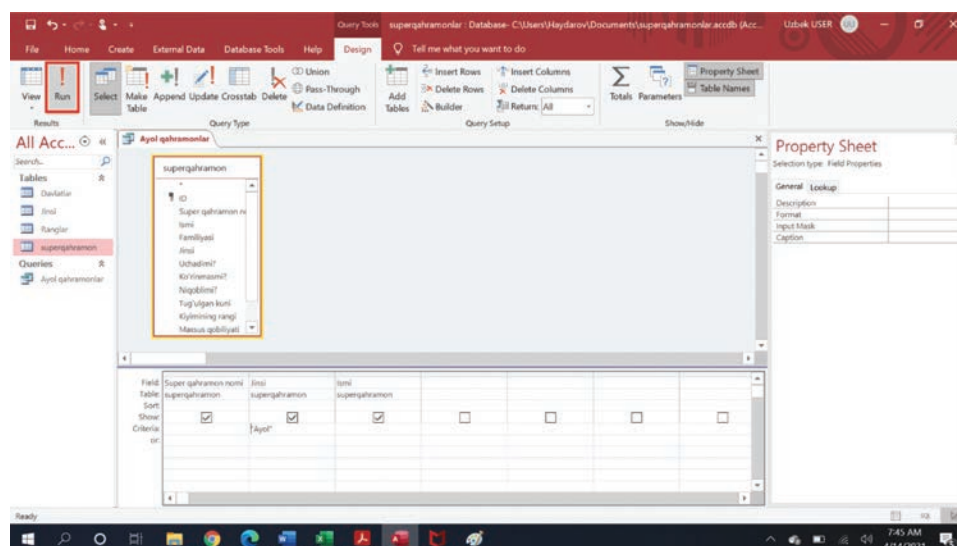 Query Tools superqahramonlar : Database- C:\Users\Haydarov\Documents\superqahramonlar.accdb (Acc... Uzbek USER UU
File Home Create External Data Database Tools Help Design Tell me what you want to do
View Run Select Make Table Append Update Crosstab Delete
Union
Pass-Through
Data Definition
Add Tables
Insert Rows
Delete Rows
Builder
Insert Columns
Delete Columns
Return: All
Totals Parameters
Property Sheet
Table Names
Results Query Type Query Setup Show/Hide
All Acc...
Search...
Tables
Davlatlar
Jinsi
Ranglar
superqahramon
Queries
Ayol qahramonlar
Ayol qahramonlar
superqahramon
*
ID
Super qahramon n
Ismi
Familiyasi
Jinsi
Uchadimi?
Ko'rinmasmi?
Niqoblimi?
Tug'ulgan kuni
Kiyimining rangi
Maxsus qobiliyati
Field: Super qahramon nomi Jinsi Ismi
Table: superqahramon superqahramon superqahramon
Sort:
Show:
Criteria: "Ayol"
or:
Property Sheet
Selection type: Field Properties
General Lookup
Description
Format
Input Mask
Caption
Ready
7:45 AM
4/14/2021